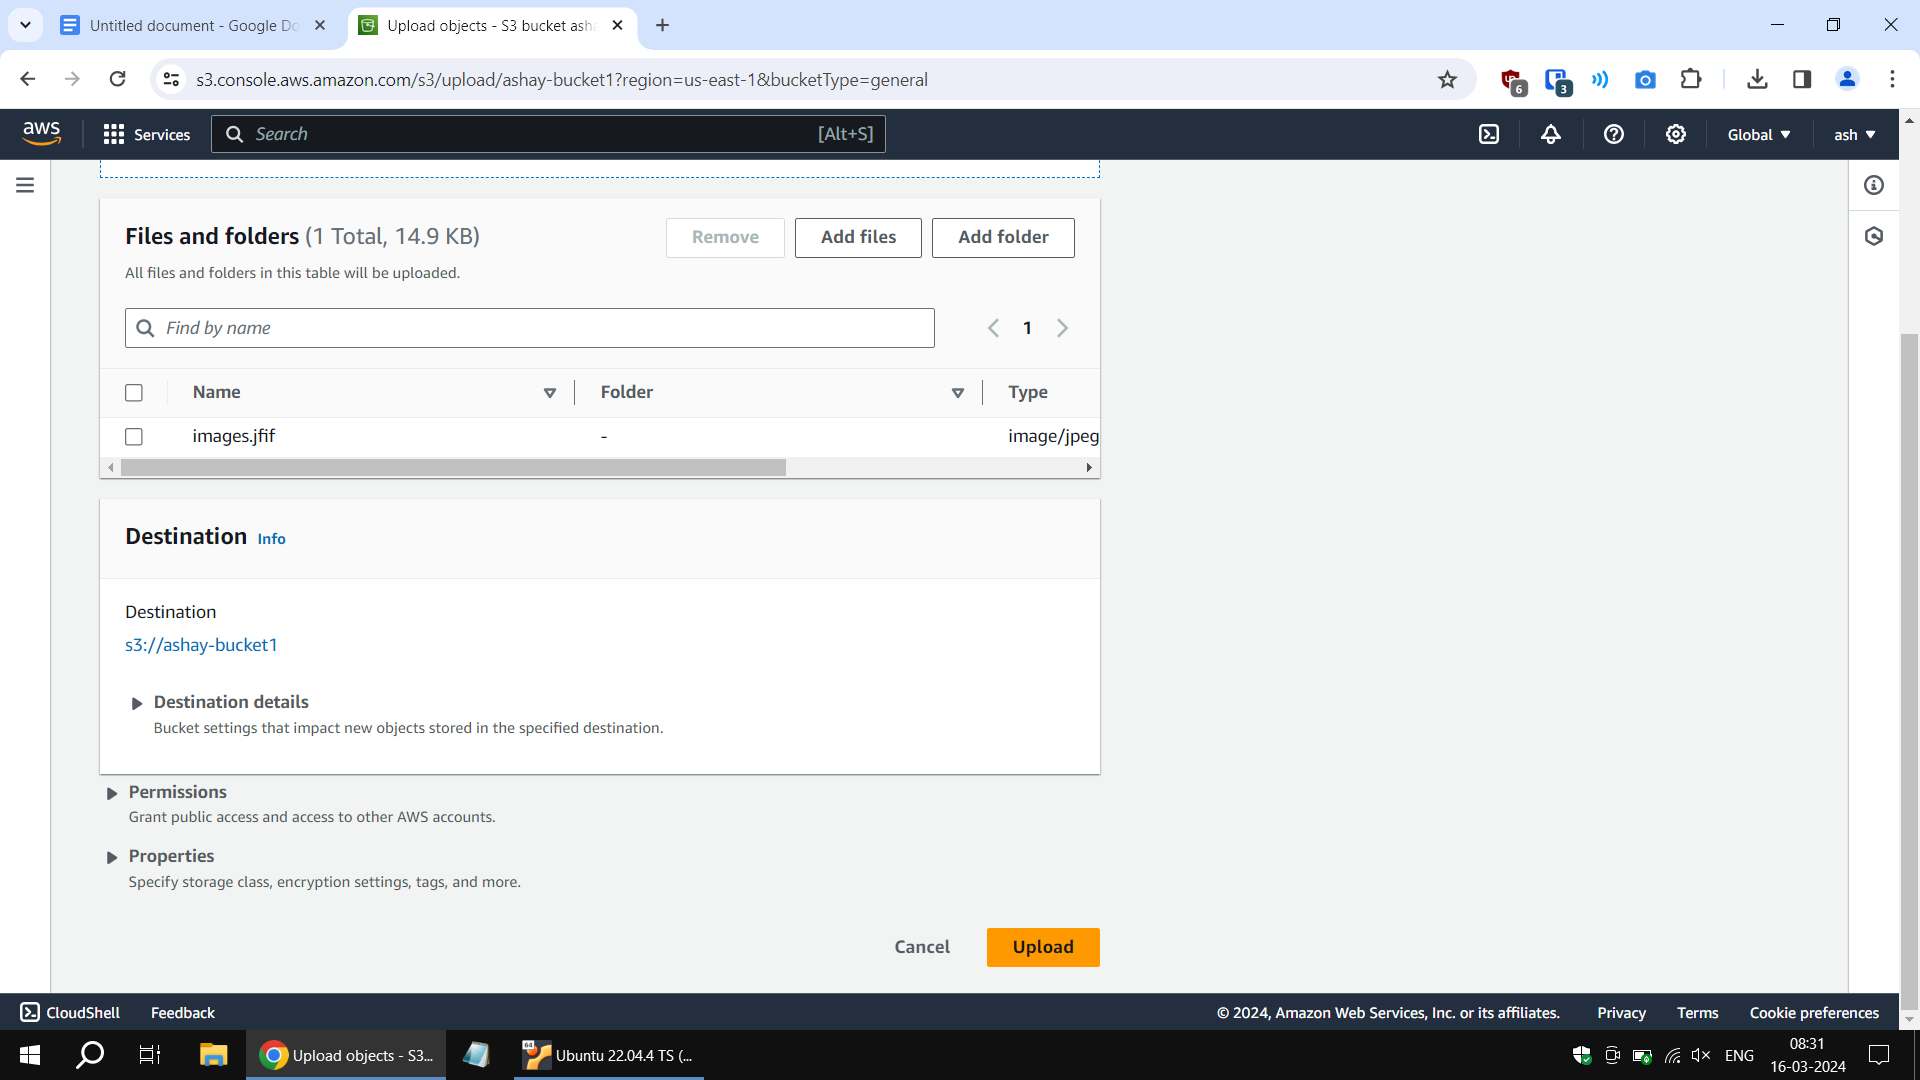 Untitled document - Google Do
Upload objects - S3 bucket asha
s3.console.aws.amazon.com/s3/upload/ashay-bucket1?region=us-east-1&bucketType=general
6
3
aws
Services
Search
[Alt+S]
Global
ash
Files and folders (1 Total, 14.9 KB)
Remove
Add files
Add folder
All files and folders in this table will be uploaded.
Find by name
1
Name
Folder
Type
images.jfif
-
image/jpeg
Destination Info
Destination
s3://ashay-bucket1
Destination details
Bucket settings that impact new objects stored in the specified destination.
Permissions
Grant public access and access to other AWS accounts.
Properties
Specify storage class, encryption settings, tags, and more.
Cancel
Upload
CloudShell
Feedback
© 2024, Amazon Web Services, Inc. or its affiliates.
Privacy
Terms
Cookie preferences
Upload objects - S3...
64
Ubuntu 22.04.4 TS (...
ENG
08:31
16-03-2024